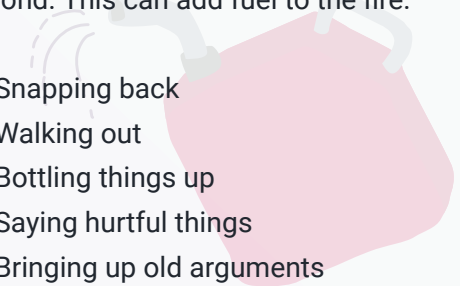 ond. This can add fuel to the fire.
Snapping back
Walking out
Bottling things up
Saying hurtful things
Bringing up old arguments